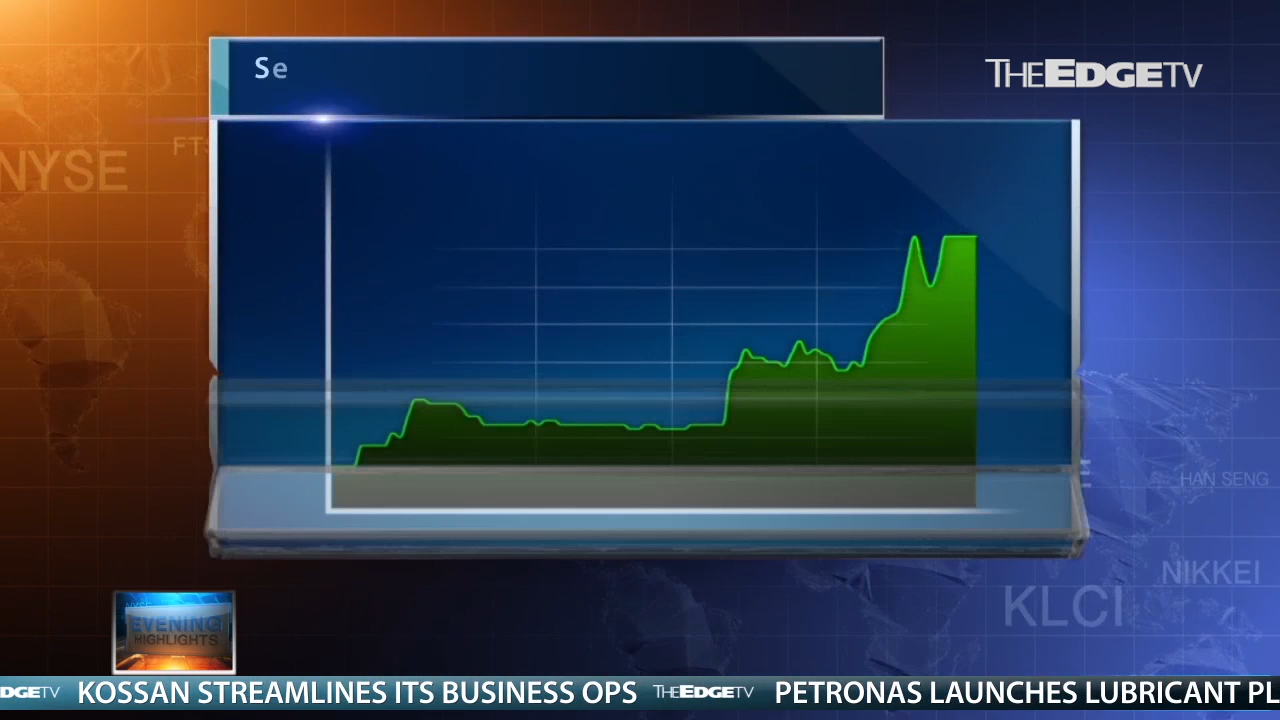 Se
THEEDGETV
NYSE
FTS
HAN SENG
NIKKEI
KLCI
EVENING
HIGHLIGHTS
DGETV KOSSAN STREAMLINES ITS BUSINESS OPS THEEDGETV PETRONAS LAUNCHES LUBRICANT PL